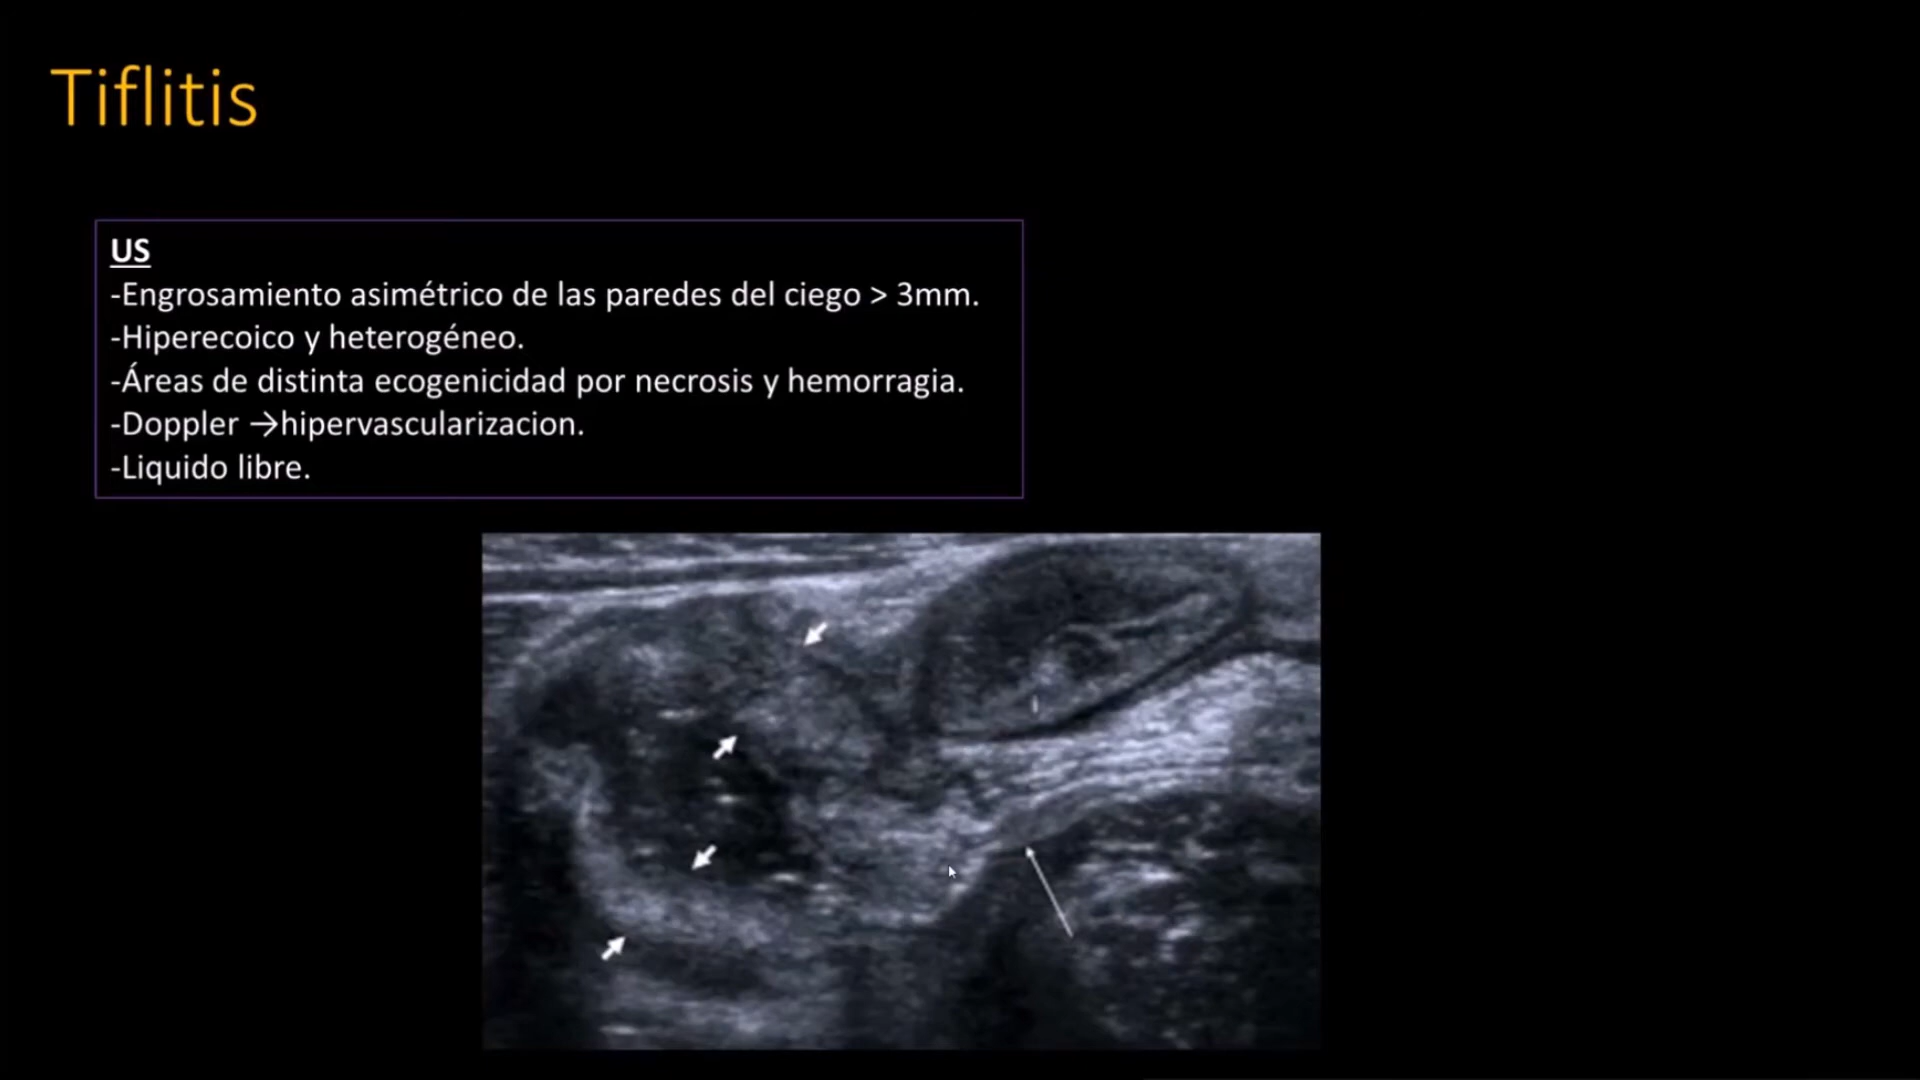 Tiflitis
US
-Engrosamiento asimétrico de las paredes del ciego > 3mm.
-Hiperecoico y heterogéneo.
-Áreas de distinta ecogenicidad por necrosis y hemorragia.
-Doppler →hipervascularizacion.
-Liquido libre.